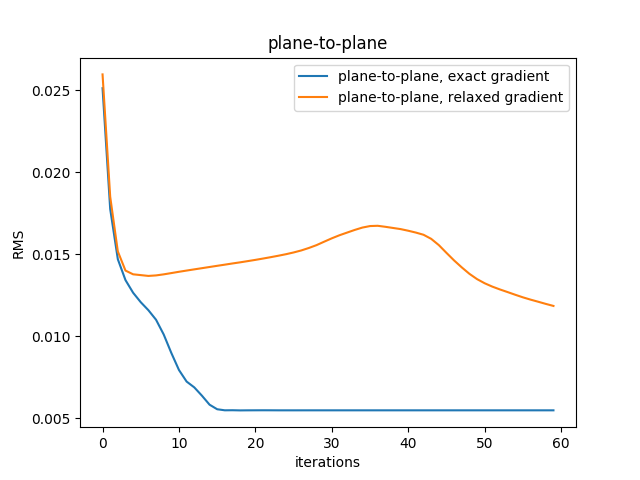 plane-to-plane
plane-to-plane, exact gradient
plane-to-plane, relaxed gradient
RMS
0.025
0.020
0.015
0.010
0.005
0 10 20 30 40 50 60
iterations